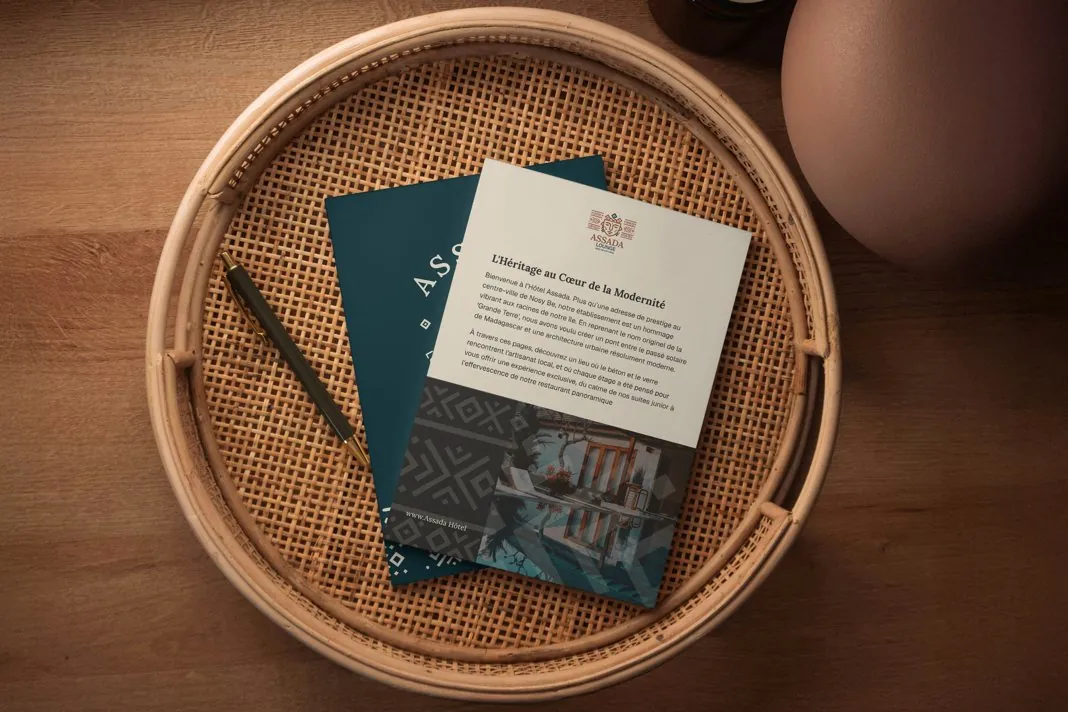 ASSADA
LOUNGE
L'Héritage au Cœur de la Modernité
Bienvenue à l'Hôtel Assada. Plus qu'une adresse de prestige au
centre-ville de Nosy Be, notre établissement est un hommage
vibrant aux racines de notre île. En reprenant le nom originel de la
'Grande Terre', nous avons voulu créer un pont entre le passé solaire
de Madagascar et une architecture urbaine résolument moderne.
À travers ces pages, découvrez un lieu où le béton et le verre
rencontrent l'artisanat local, et où chaque étage a été pensé pour
vous offrir une expérience exclusive, du calme de nos suites junior à
l'effervescence de notre restaurant panoramique
www.Assada Hôtel
ASS